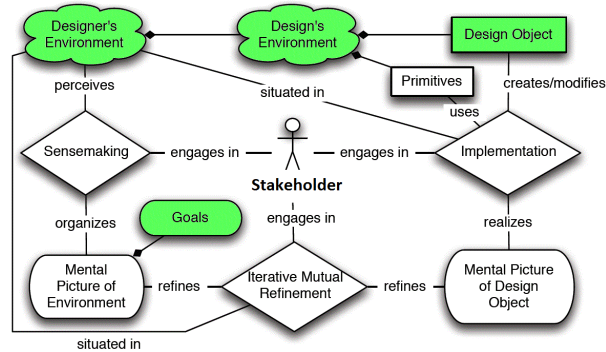 Designer's
Environment
Design's
Environment
Design Object
perceives
situated in
Primitives
creates/modifies
uses
Sensemaking
engages in
engages in
Implementation
Stakeholder
organizes
Goals
engages in
realizes
Mental
Picture of
Environment
refines
Iterative Mutual
Refinement
refines
Mental Picture
of Design
Object
situated in